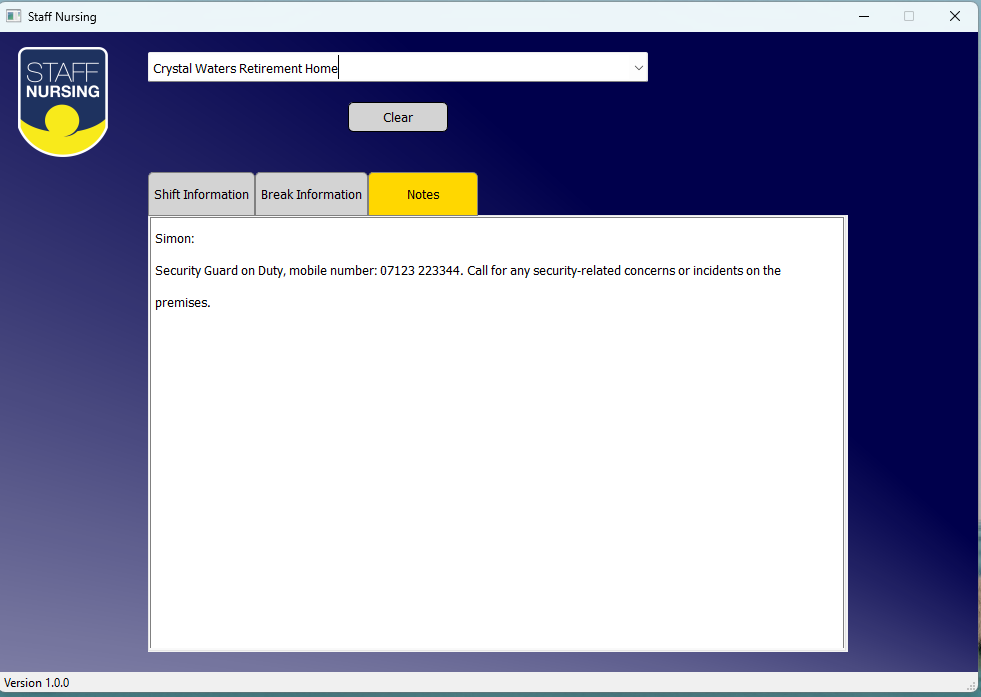 Staff Nursing
STAFF
NURSING
Crystal Waters Retirement Home
Clear
Shift Information Break Information Notes
Simon:
Security Guard on Duty, mobile number: 07123 223344. Call for any security-related concerns or incidents on the
premises.
Version 1.0.0